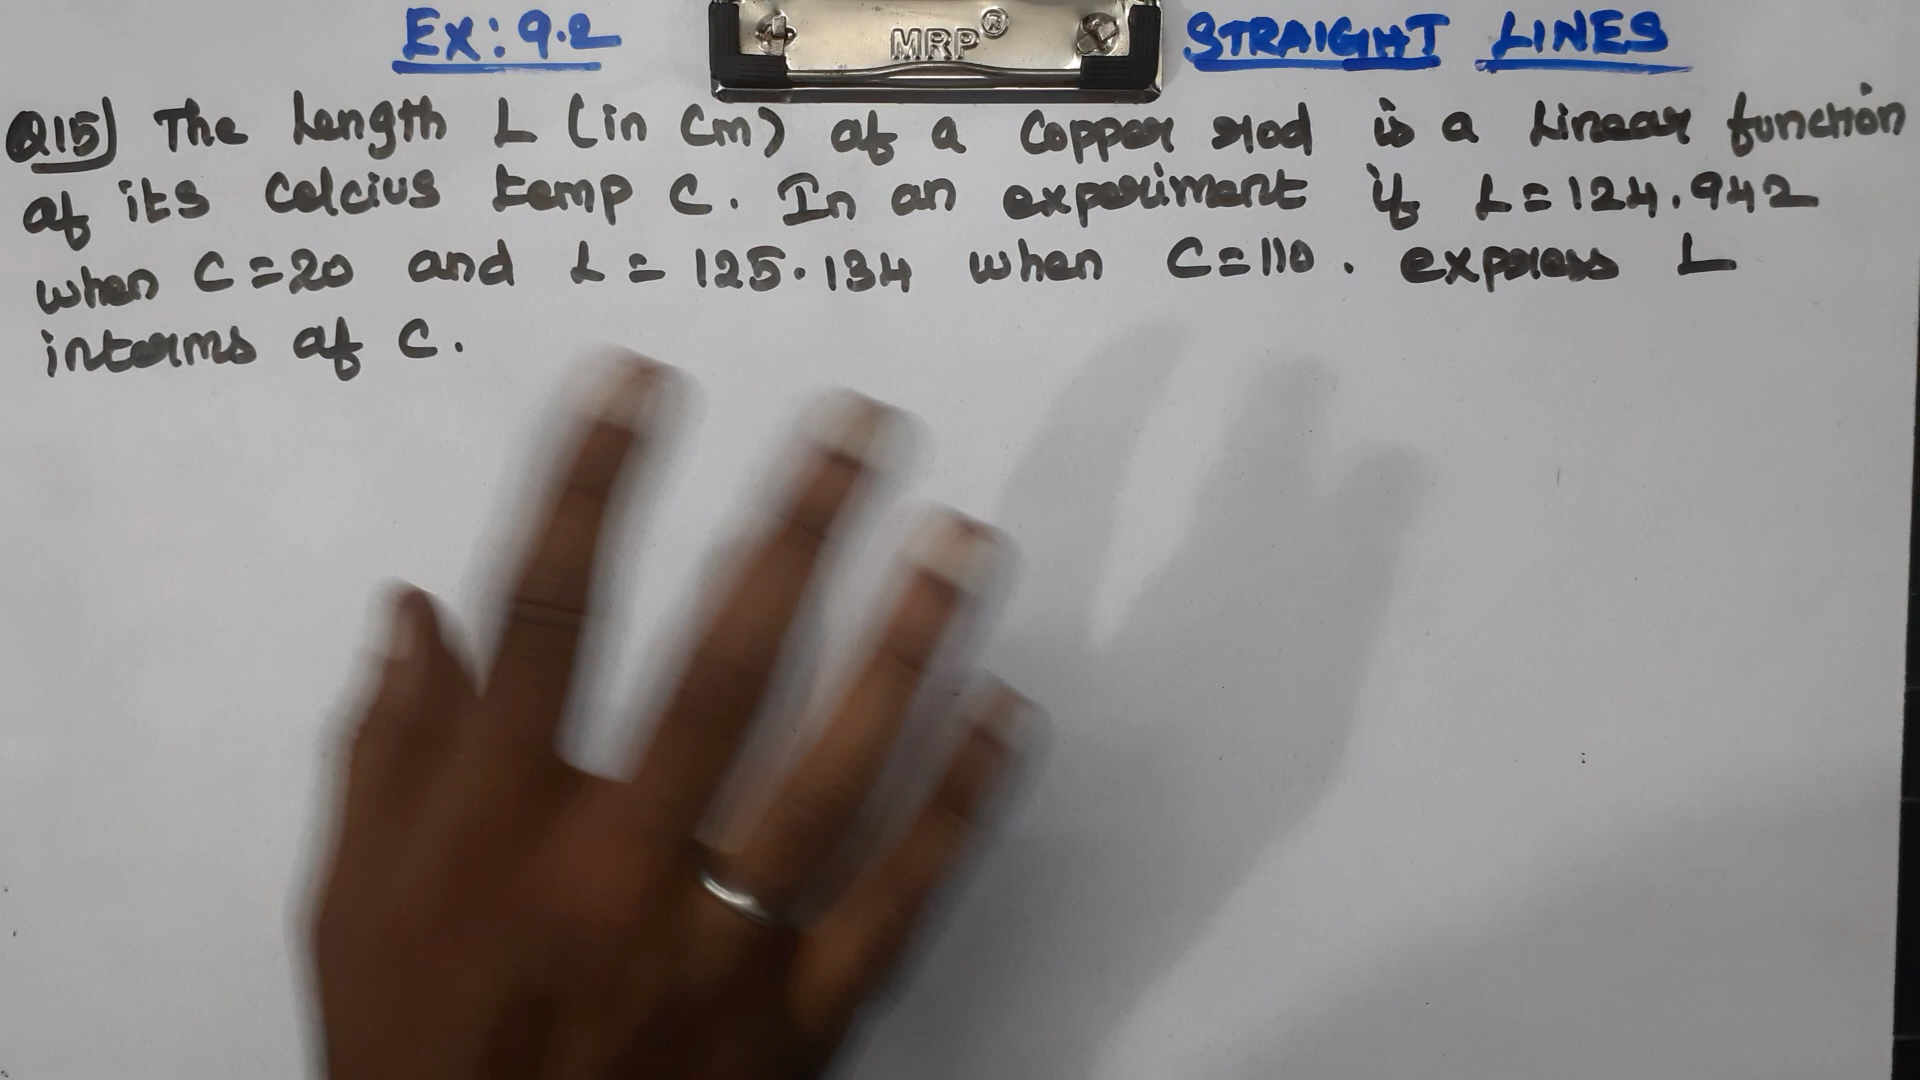 EX: 9.2
MRP®
STRAIGHT LINES
Q15) The Length L (in Cm) of a Copper rod is a Linear function
of its Celcius temp C. In an experiment if L=124.942
when C=20 and L=125.134 when C=110. express L
interms of C.